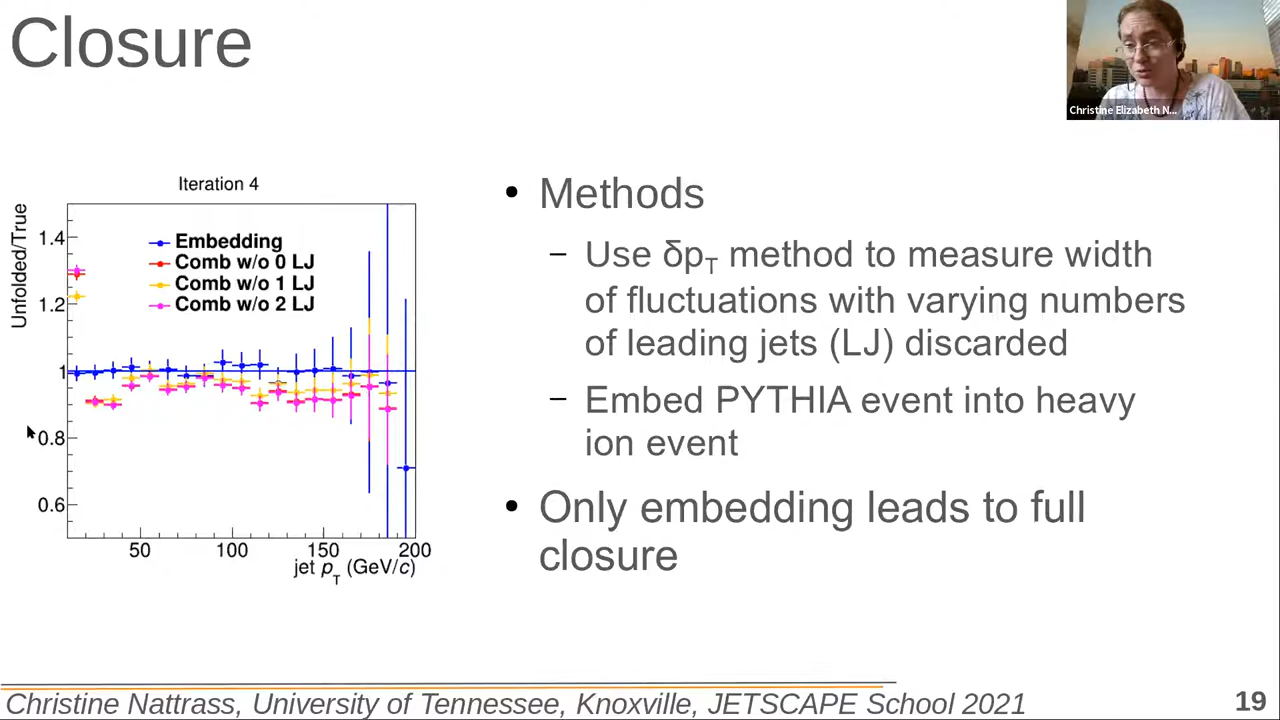 Closure
Christine Elizabeth N...
Iteration 4
Unfolded/True
1.4
1.2
1
0.8
0.6
Embedding
Comb w/o 0 LJ
Comb w/o 1 LJ
Comb w/o 2 LJ
50 100 150 200
jet pT (GeV/c)
• Methods
– Use δpT method to measure width
of fluctuations with varying numbers
of leading jets (LJ) discarded
– Embed PYTHIA event into heavy
ion event
• Only embedding leads to full
closure
Christine Nattrass, University of Tennessee, Knoxville, JETSCAPE School 2021
19